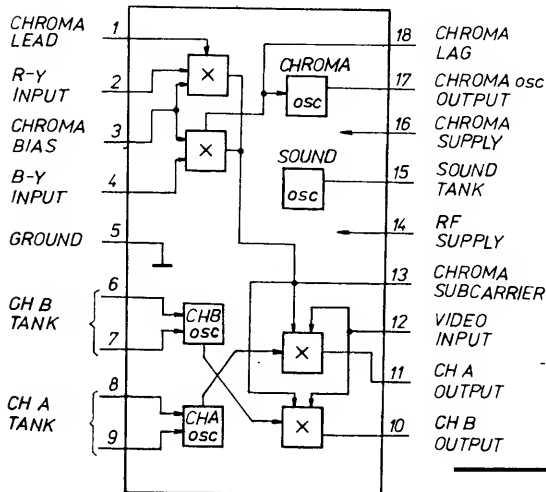 CHROMA
LEAD
1
R-Y
INPUT
2
CHROMA
BIAS
3
B-Y
INPUT
4
GROUND
5
CH B
TANK
6
7
CH A
TANK
8
9
×
×
CHROMA
OSC
SOUND
OSC
CHB
OSC
CHA
OSC
×
×
18
CHROMA
LAG
17
CHROMA OSC
OUTPUT
16
CHROMA
SUPPLY
15
SOUND
TANK
14
RF
SUPPLY
13
CHROMA
SUBCARRIER
12
VIDEO
INPUT
11
CH A
OUTPUT
10
CH B
OUTPUT